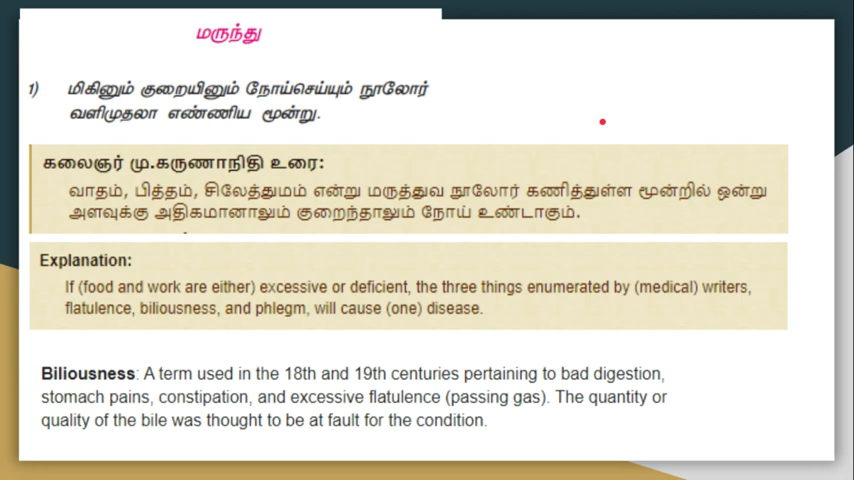 மருந்து
1) மிகினும் குறையினும் நோய்செய்யும் நூலோர்
வளிமுதலா எண்ணிய மூன்று.
கலைஞர் மு.கருணாநிதி உரை:
வாதம், பித்தம், சிலேத்துமம் என்று மருத்துவ நூலோர் கணித்துள்ள மூன்றில் ஒன்று
அளவுக்கு அதிகமானாலும் குறைந்தாலும் நோய் உண்டாகும்.
Explanation:
If (food and work are either) excessive or deficient, the three things enumerated by (medical) writers,
flatulence, biliousness, and phlegm, will cause (one) disease.
Biliousness: A term used in the 18th and 19th centuries pertaining to bad digestion,
stomach pains, constipation, and excessive flatulence (passing gas). The quantity or
quality of the bile was thought to be at fault for the condition.